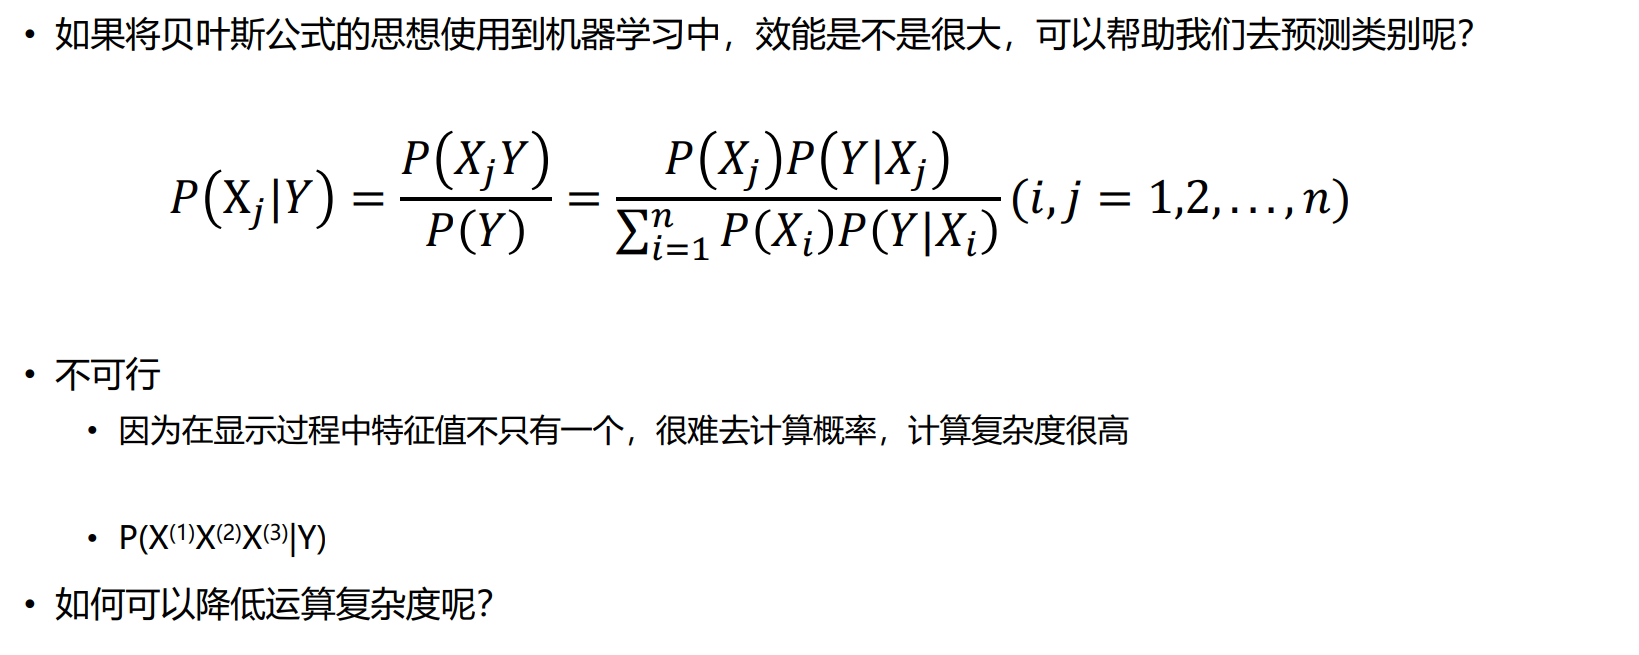 • 如果将贝叶斯公式的思想使用到机器学习中，效能是不是很大，可以帮助我们去预测类别呢？
P(X_j|Y) = \frac{P(X_jY)}{P(Y)} = \frac{P(X_j)P(Y|X_j)}{\sum_{i=1}^{n} P(X_i)P(Y|X_i)} (i, j = 1,2, ..., n)
• 不可行
• 因为在显示过程中特征值不只有一个，很难去计算概率，计算复杂度很高
• P(X⁽¹⁾X⁽²⁾X⁽³⁾|Y)
• 如何可以降低运算复杂度呢？